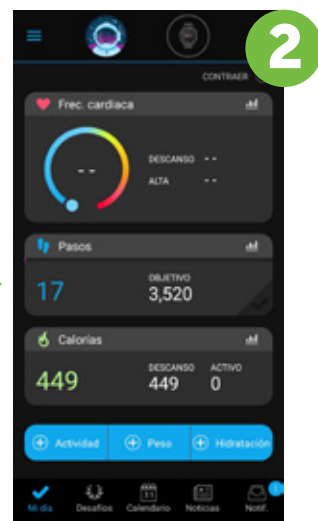 2
CONTRAER
Frec. cardiaca
-- DESCANSO --
ALTA --
Pasos
17 OBJETIVO
3,520
Calorías
449 DESCANSO ACTIVO
449 0
Actividad Peso Hidratación
Mi día Desafíos Calendario Noticias Notif.